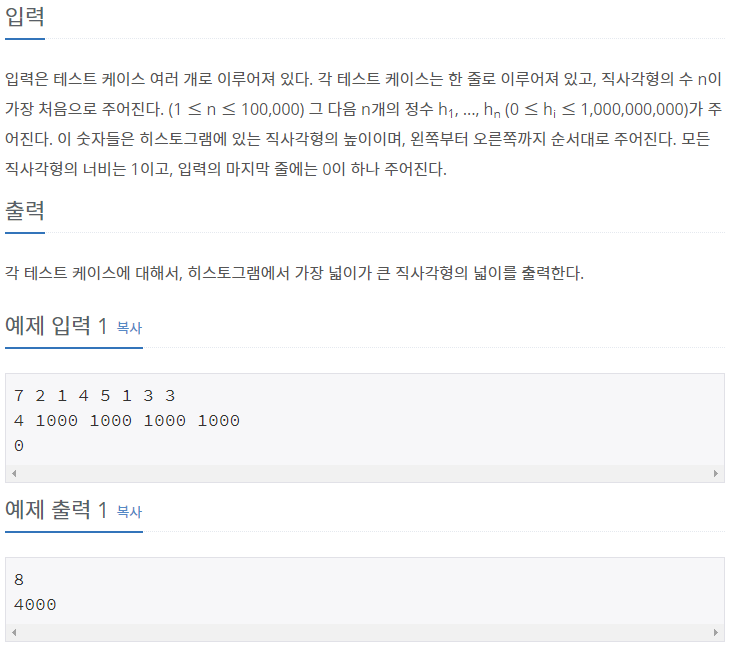 입력
입력은 테스트 케이스 여러 개로 이루어져 있다. 각 테스트 케이스는 한 줄로 이루어져 있고, 직사각형의 수 n이
가장 처음으로 주어진다. (1 ≤ n ≤ 100,000) 그 다음 n개의 정수 h1, ..., hn (0 ≤ hi ≤ 1,000,000,000)가 주
어진다. 이 숫자들은 히스토그램에 있는 직사각형의 높이이며, 왼쪽부터 오른쪽까지 순서대로 주어진다. 모든
직사각형의 너비는 1이고, 입력의 마지막 줄에는 0이 하나 주어진다.
출력
각 테스트 케이스에 대해서, 히스토그램에서 가장 넓이가 큰 직사각형의 넓이를 출력한다.
예제 입력 1 복사
7 2 1 4 5 1 3 3
4 1000 1000 1000 1000
0
예제 출력 1 복사
8
4000